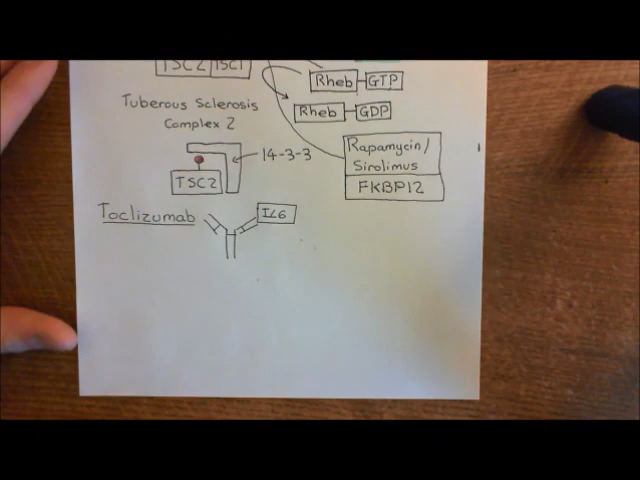 TSC2 TSC1
Rheb GTP
Rheb GDP
Tuberous Sclerosis
Complex 2
14-3-3
TSC2
Rapamycin/
Sirolimus
FKBP12
Toclizumab
IL6